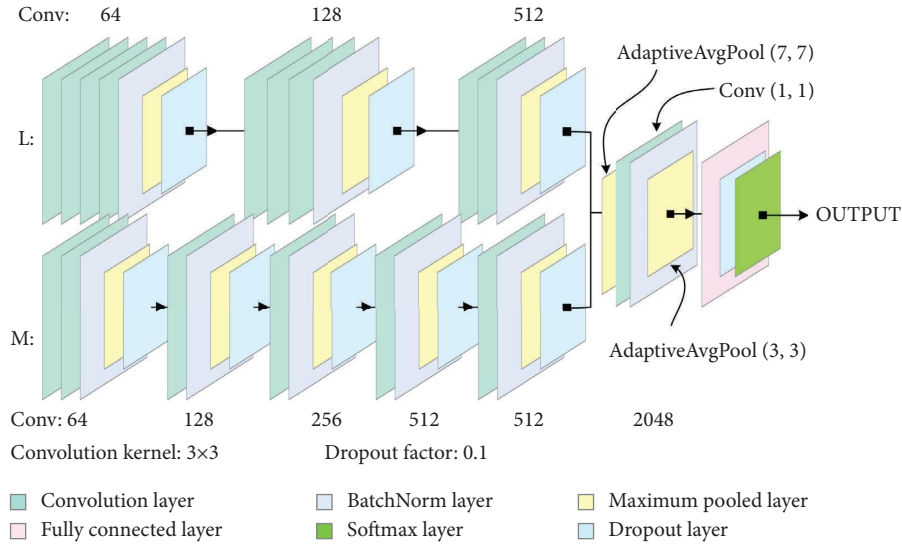 Conv: 64 128 512
AdaptiveAvgPool (7, 7)
Conv (1, 1)
L:
OUTPUT
M:
AdaptiveAvgPool (3, 3)
Conv: 64 128 256 512 512 2048
Convolution kernel: 3×3 Dropout factor: 0.1
Convolution layer BatchNorm layer Maximum pooled layer
Fully connected layer Softmax layer Dropout layer